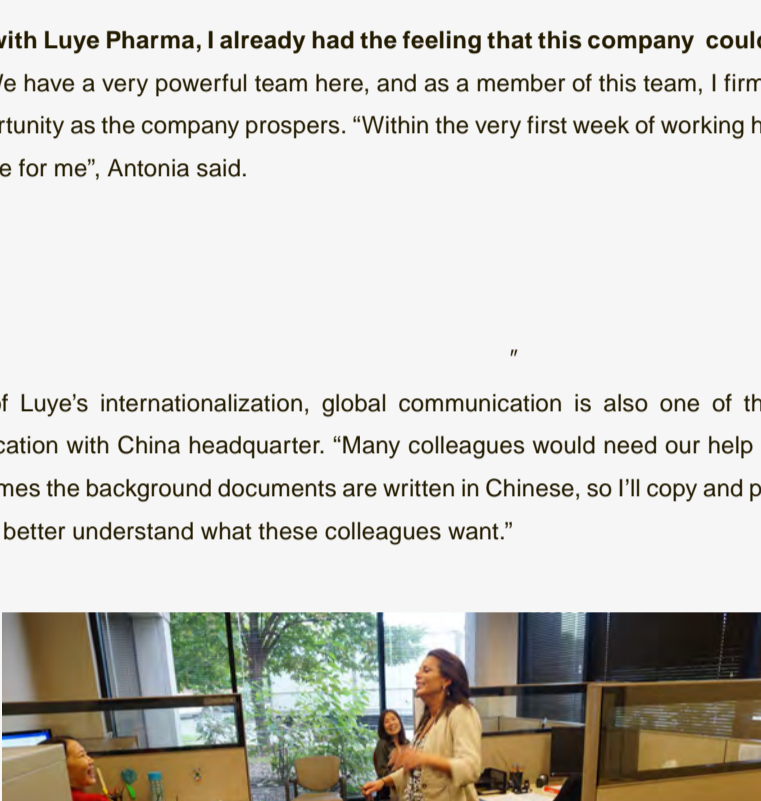 with Luye Pharma, I already had the feeling that this company could
We have a very powerful team here, and as a member of this team, I firm
rtunity as the company prospers. “Within the very first week of working h
e for me”, Antonia said.
"
of Luye’s internationalization, global communication is also one of th
cation with China headquarter. “Many colleagues would need our help
mes the background documents are written in Chinese, so I’ll copy and p
better understand what these colleagues want.”